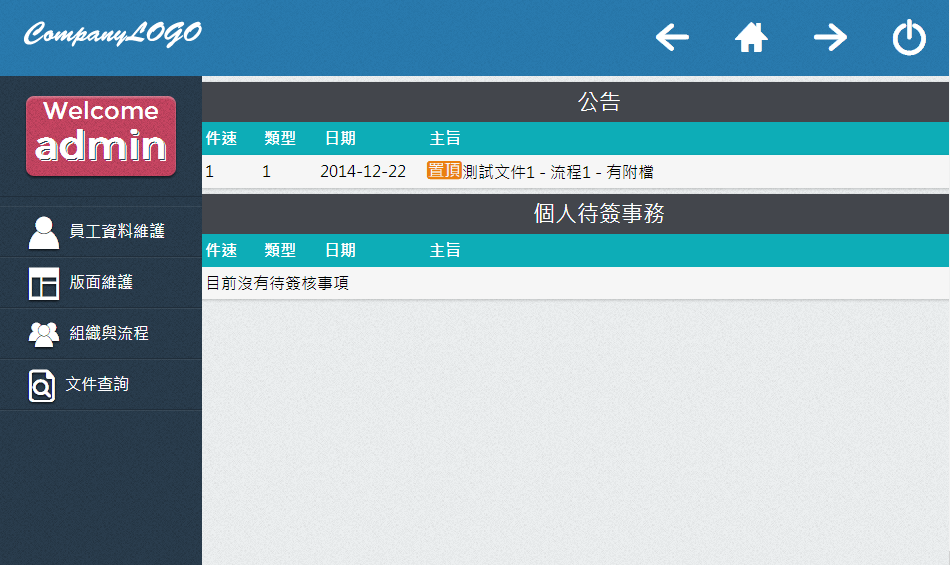 CompanyLOGO
Welcome
admin
員工資料維護
版面維護
組織與流程
文件查詢
公告
件速 類型 日期 主旨
1 1 2014-12-22 置頂測試文件1 - 流程1 - 有附檔
個人待簽事務
件速 類型 日期 主旨
目前沒有待簽核事項